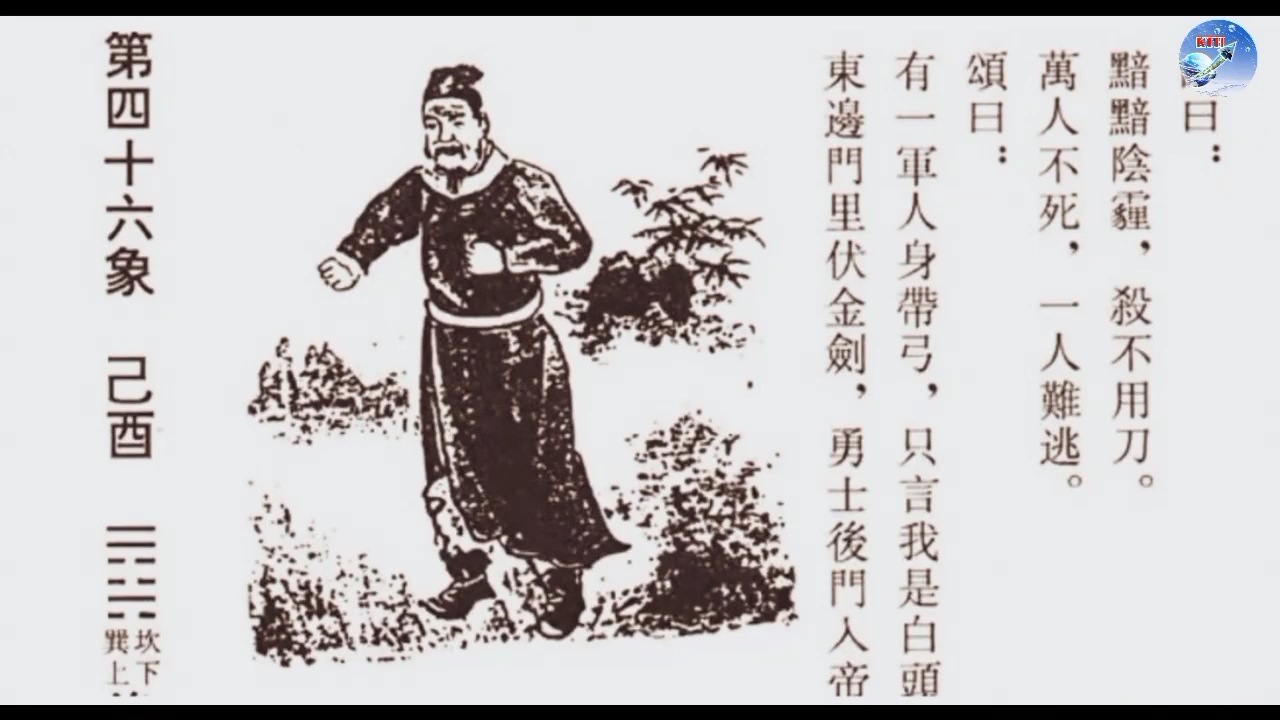 曰：
黯黯陰霾，殺不用刀。
萬人不死，一人難逃。
頌曰：
有一軍人身帶弓，只言我是白頭
東邊門里伏金劍，勇士後門入帝
第四十六象 己酉
坎下
巽上
KTT